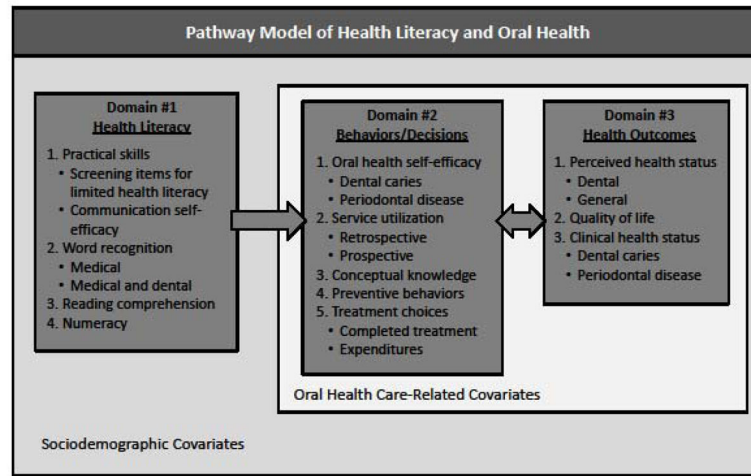 Pathway Model of Health Literacy and Oral Health
Domain #1
Health Literacy
1. Practical skills
• Screening items for
limited health literacy
• Communication self-
efficacy
2. Word recognition
• Medical
• Medical and dental
3. Reading comprehension
4. Numeracy
Domain #2
Behaviors/Decisions
1. Oral health self-efficacy
• Dental caries
• Periodontal disease
2. Service utilization
• Retrospective
• Prospective
3. Conceptual knowledge
4. Preventive behaviors
5. Treatment choices
• Completed treatment
• Expenditures
Domain #3
Health Outcomes
1. Perceived health status
• Dental
• General
2. Quality of life
3. Clinical health status
• Dental caries
• Periodontal disease
Oral Health Care-Related Covariates
Sociodemographic Covariates